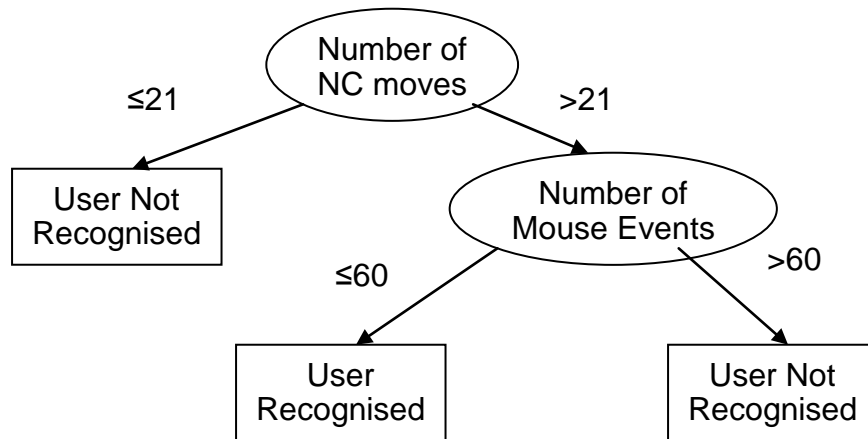 Number of
NC moves
≤21
>21
User Not
Recognised
Number of
Mouse Events
≤60
>60
User
Recognised
User Not
Recognised